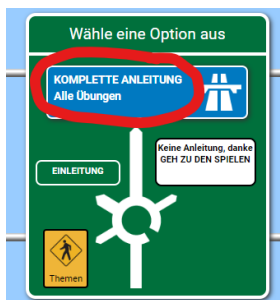 Wähle eine Option aus
KOMPLETTE ANLEITUNG
Alle Übungen
Keine Anleitung, danke
GEH ZU DEN SPIELEN
EINLEITUNG
Themen